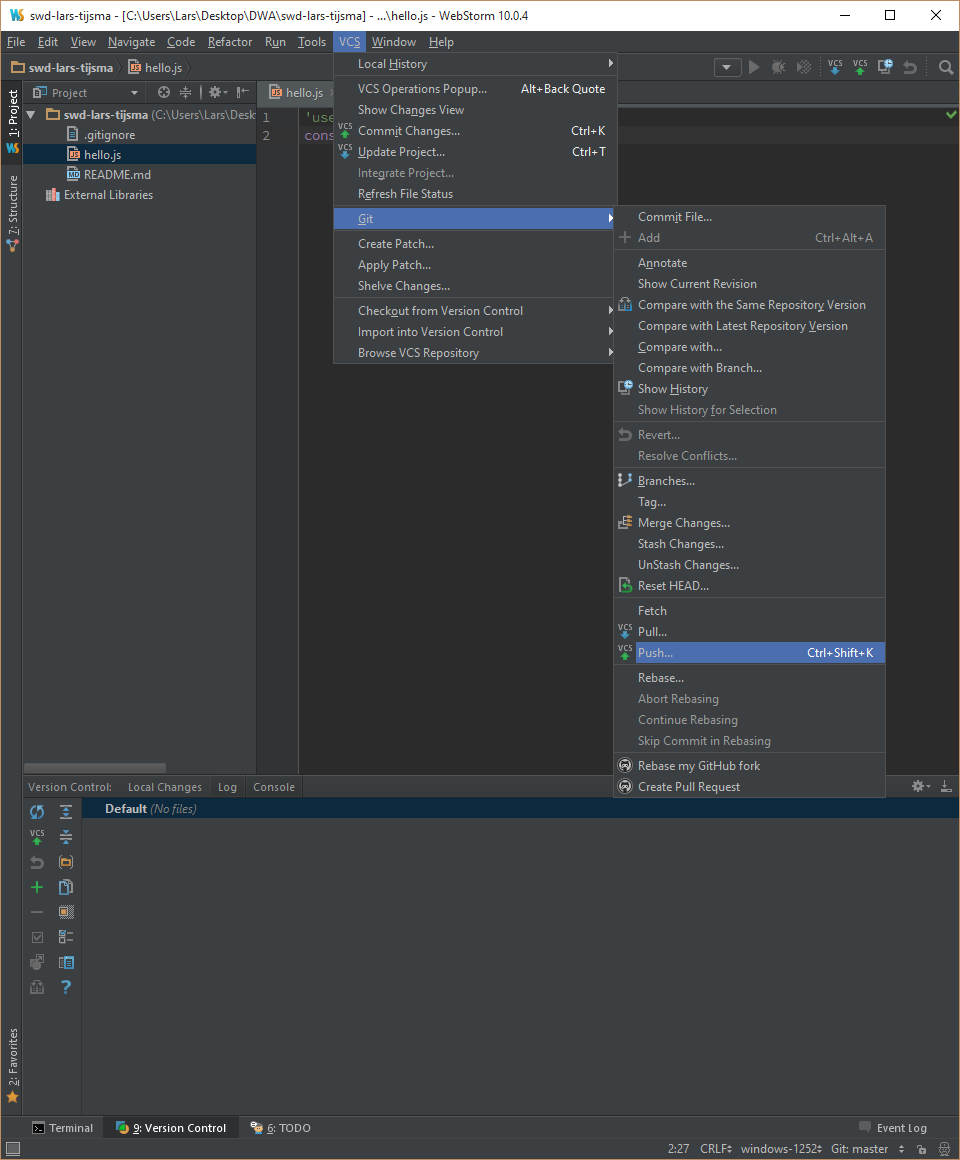 swd-lars-tijsma - [C:\Users\Lars\Desktop\DWA\swd-lars-tijsma] - ...\hello.js - WebStorm 10.0.4
File Edit View Navigate Code Refactor Run Tools VCS Window Help
swd-lars-tijsma hello.js
VCS VCS
1: Project
7: Structure
2: Favorites
Project
swd-lars-tijsma (C:\Users\Lars\Desk
.gitignore
hello.js
README.md
External Libraries
hello.js
1 'use
2 cons
Local History
VCS Operations Popup... Alt+Back Quote
Show Changes View
VCS Commit Changes... Ctrl+K
VCS Update Project... Ctrl+T
Integrate Project...
Refresh File Status
Git
Create Patch...
Apply Patch...
Shelve Changes...
Checkout from Version Control
Import into Version Control
Browse VCS Repository
Commit File...
Add Ctrl+Alt+A
Annotate
Show Current Revision
Compare with the Same Repository Version
Compare with Latest Repository Version
Compare with...
Compare with Branch...
Show History
Show History for Selection
Revert...
Resolve Conflicts...
Branches...
Tag...
Merge Changes...
Stash Changes...
UnStash Changes...
Reset HEAD...
Fetch
VCS Pull...
VCS Push... Ctrl+Shift+K
Rebase...
Abort Rebasing
Continue Rebasing
Skip Commit in Rebasing
Rebase my GitHub fork
Create Pull Request
Version Control: Local Changes Log Console
Default (No files)
VCS
Terminal 9: Version Control 6: TODO Event Log
2:27 CRLF windows-1252 Git: master